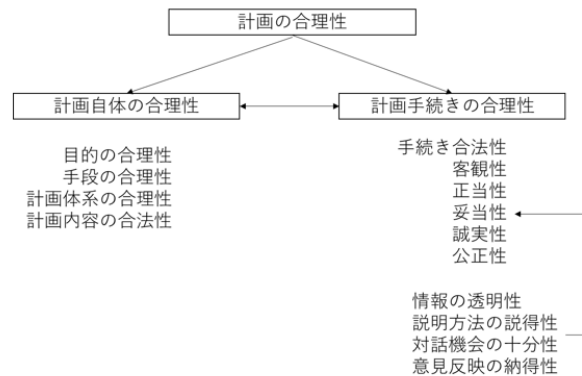 計画の合理性
計画自体の合理性
計画手続きの合理性
目的の合理性
手段の合理性
計画体系の合理性
計画内容の合法性
手続き合法性
客観性
正当性
妥当性
誠実性
公正性
情報の透明性
説明方法の説得性
対話機会の十分性
意見反映の納得性